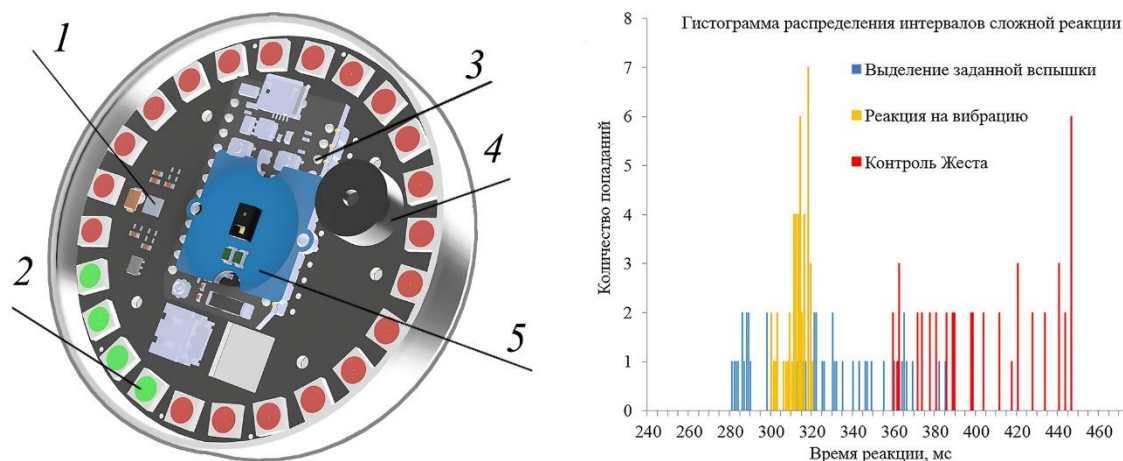 1
2
3
4
5
Гистограмма распределения интервалов сложной реакции
Выделение заданной вспышки
Реакция на вибрацию
Контроль Жеста
Количество попаданий
8
7
6
5
4
3
2
1
0
240 260 280 300 320 340 360 380 400 420 440 460
Время реакции, мс